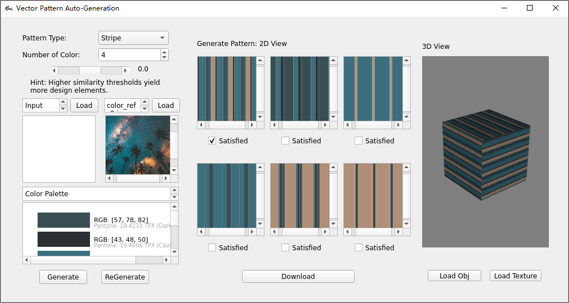 Vector Pattern Auto-Generation
Pattern Type:
Stripe
Number of Color:
4
0.0
Hint: Higher similarity thresholds yield
more design elements.
Input
Load
color_ref
Load
Color Palette
RGB: [57, 78, 82]
Pantone: 19-4118 TPX (Dar
RGB: [43, 48, 50]
Pantone: 19-4006 TPX (Cavi
Generate
ReGenerate
Generate Pattern: 2D View
Satisfied
Satisfied
Satisfied
Satisfied
Satisfied
Satisfied
Download
3D View
Load Obj
Load Texture